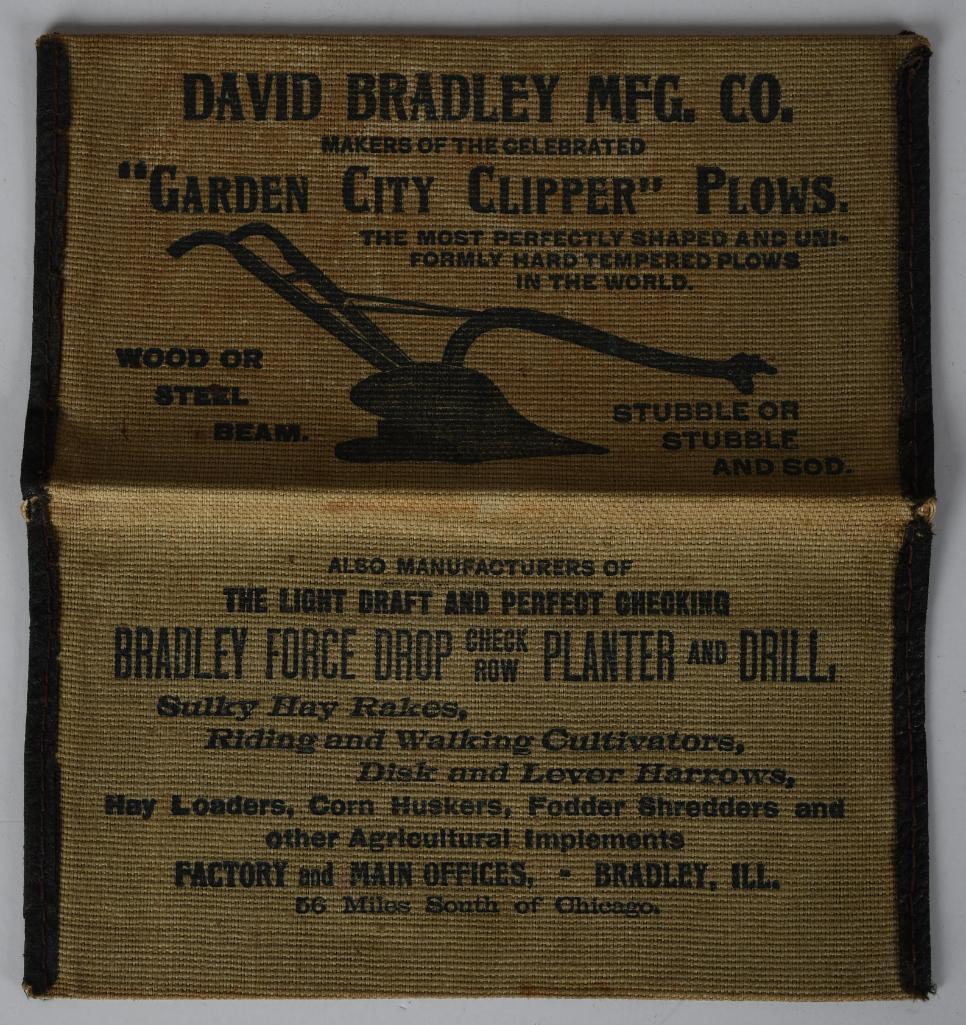 DAVID BRADLEY MFG. CO.
MAKERS OF THE CELEBRATED
"GARDEN CITY CLIPPER" PLOWS.
THE MOST PERFECTLY SHAPED AND UNI-
FORMLY HARD TEMPERED PLOWS
IN THE WORLD.
WOOD OR
STEEL
BEAM.
STUBBLE OR
STUBBLE
AND SOD.
ALSO MANUFACTURERS OF
THE LIGHT DRAFT AND PERFECT CHECKING
BRADLEY FORCE DROP CHECK ROW PLANTER AND DRILL.
Sulky Hay Rakes,
Riding and Walking Cultivators,
Disk and Lever Harrows,
Hay Loaders, Corn Huskers, Fodder Shredders and
other Agricultural Implements
FACTORY and MAIN OFFICES, - BRADLEY, ILL.
56 Miles South of Chicago.